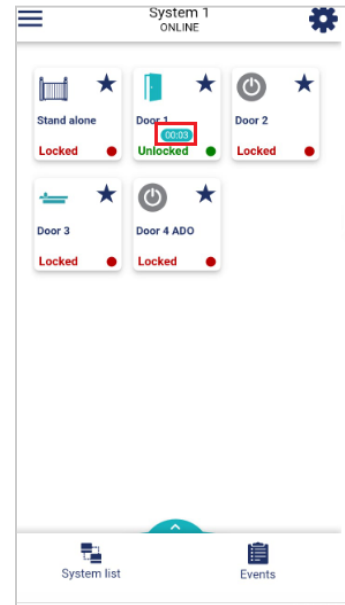 System 1
ONLINE
Stand alone
Locked
Door 1
00:03
Unlocked
Door 2
Locked
Door 3
Locked
Door 4 ADO
Locked
System list
Events